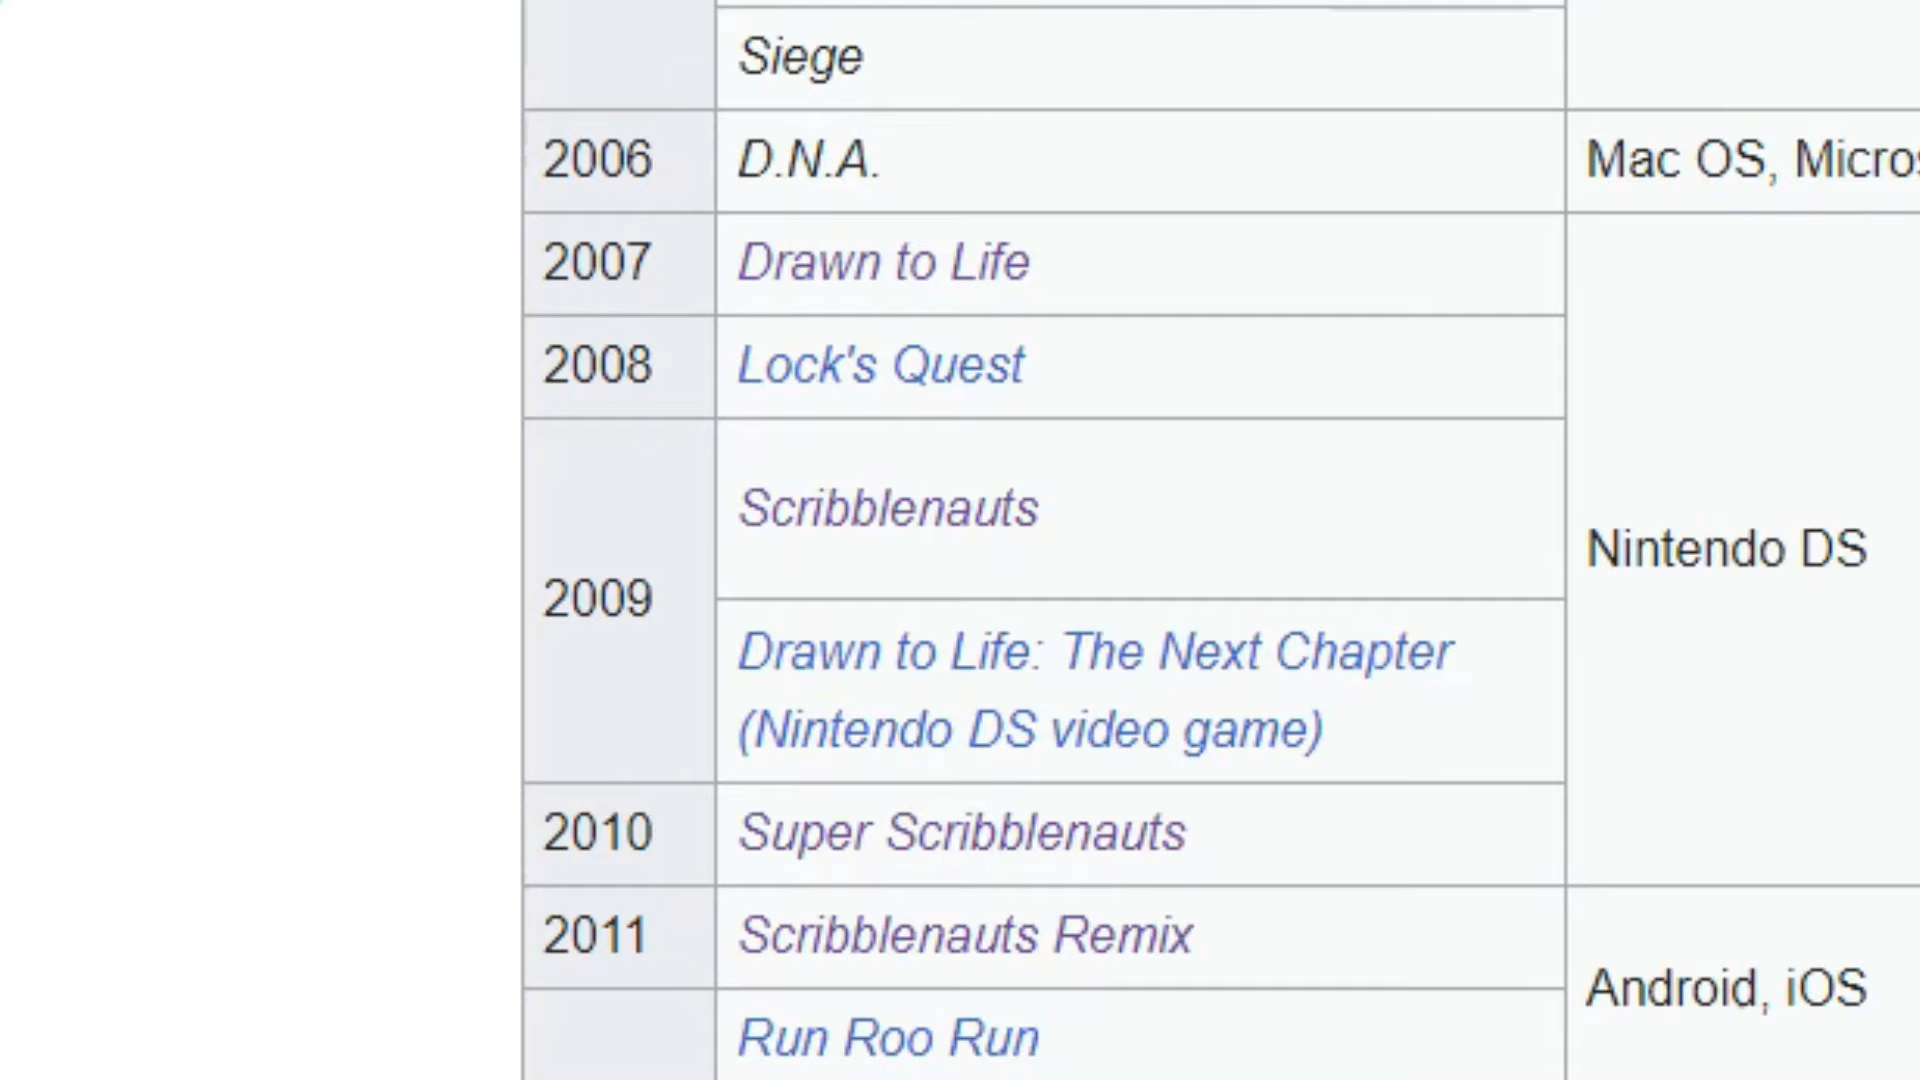 Siege
2006 D.N.A. Mac OS, Micros
2007 Drawn to Life
2008 Lock's Quest
Nintendo DS
2009 Scribblenauts
Drawn to Life: The Next Chapter
(Nintendo DS video game)
2010 Super Scribblenauts
2011 Scribblenauts Remix
Android, iOS
Run Roo Run